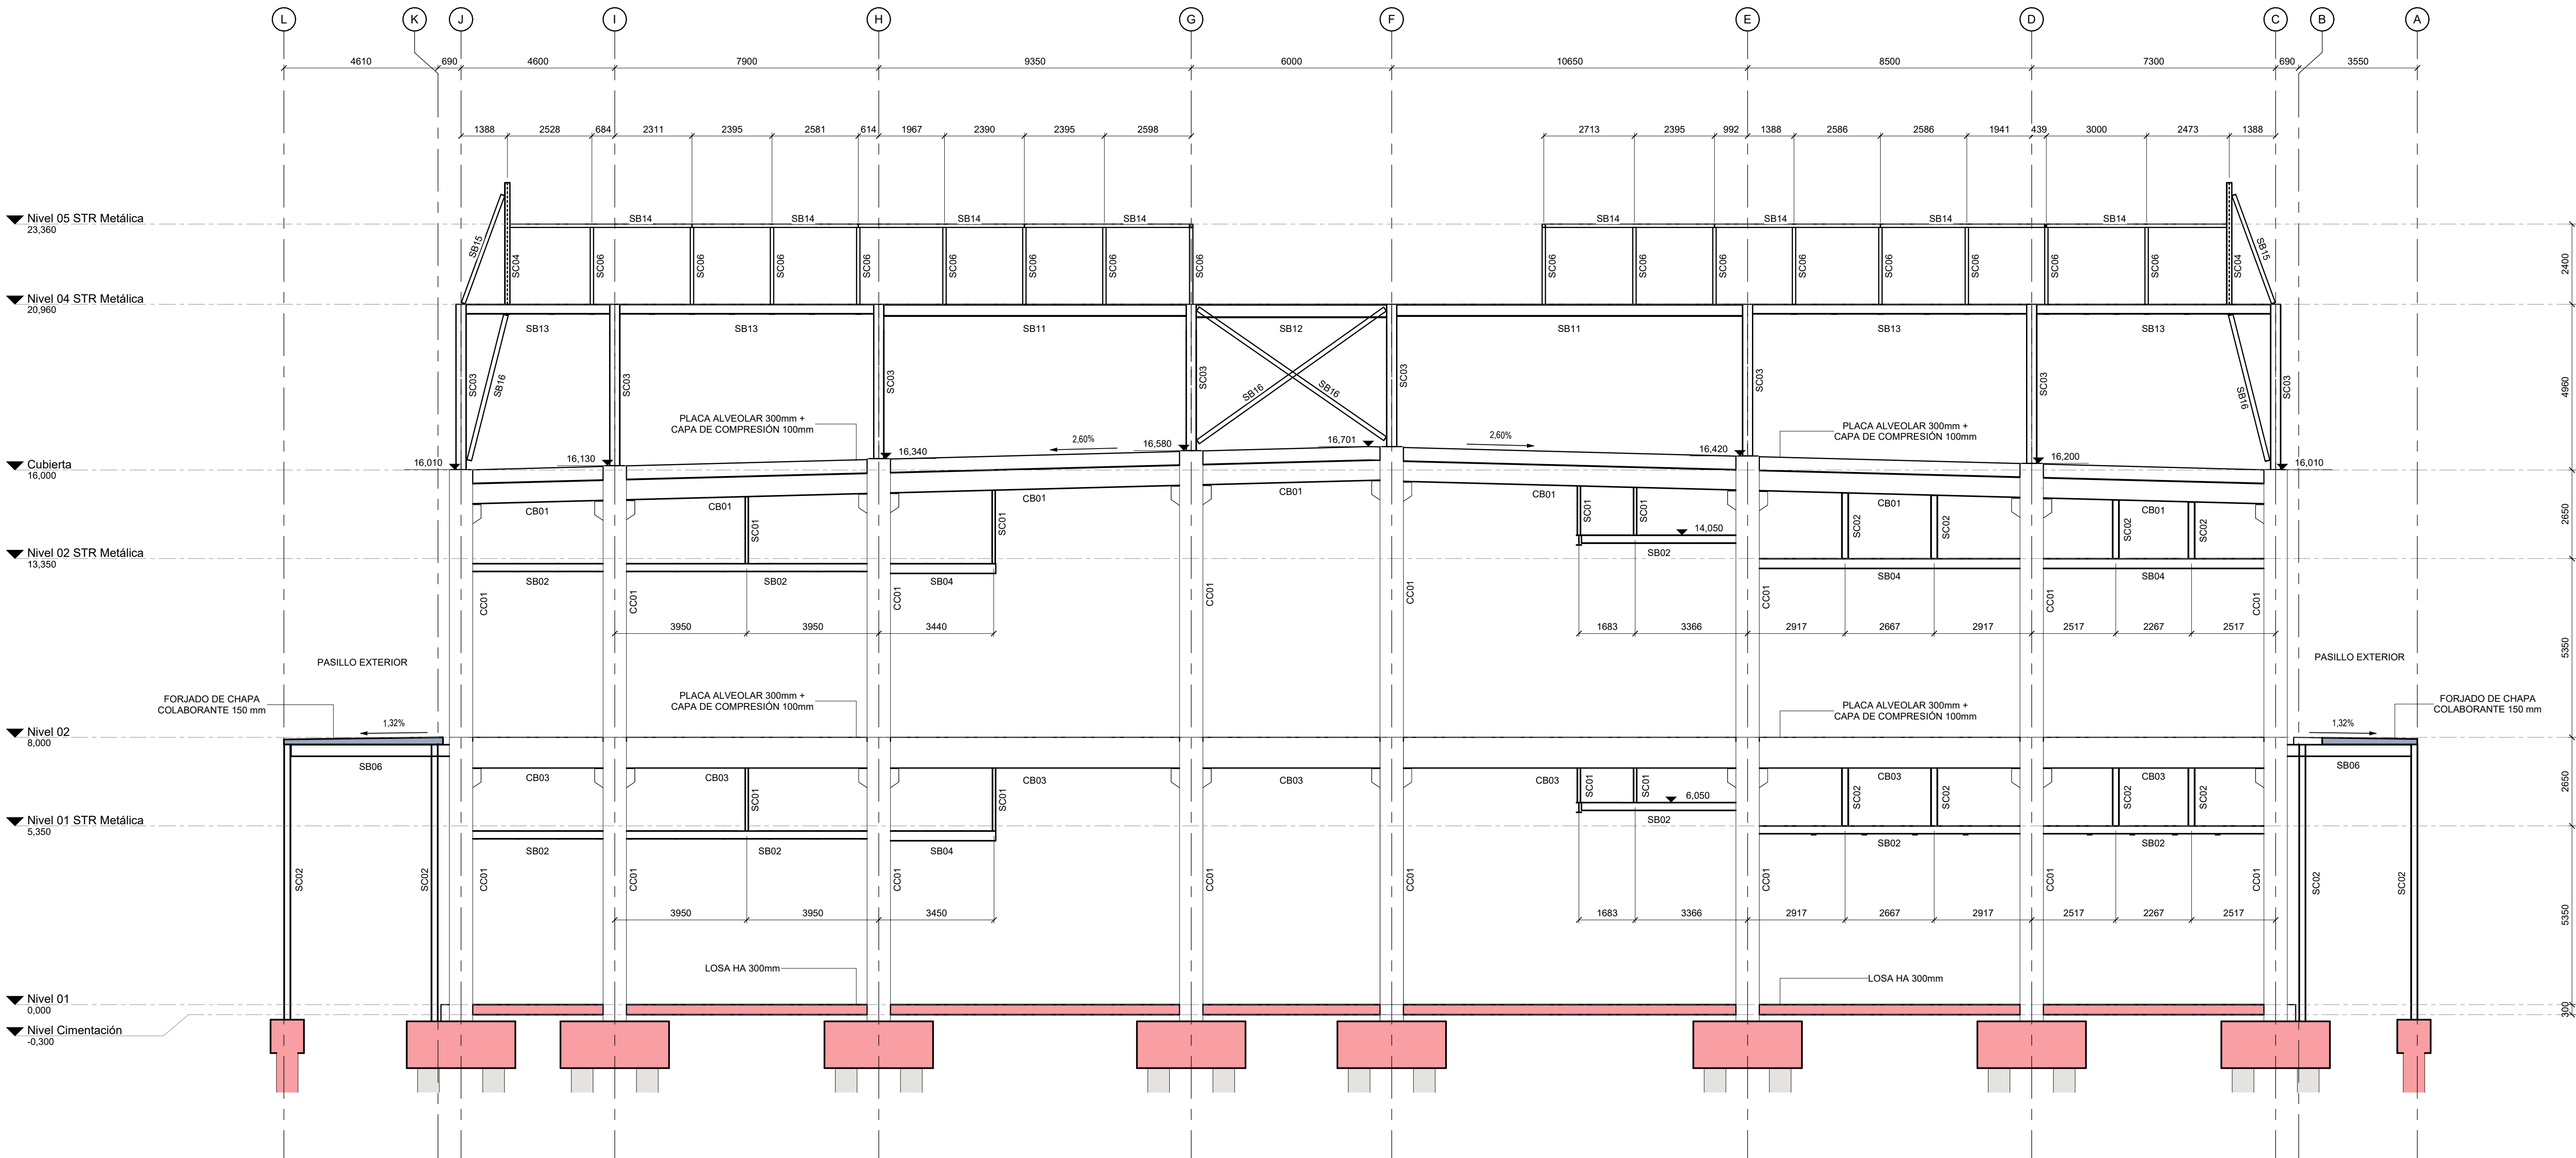 L K J I H G F E D C B A
4610 690 4600 7900 9350 6000 10650 8500 7300 690 3550
1388 2528 684 2311 2395 2581 614 1967 2390 2395 2598 2713 2395 992 1388 2586 2586 1941 439 3000 2473 1388
Nivel 05 STR Metálica
23,360
SB14 SB14 SB14 SB14 SB14 SB14 SB14 SB14
SB15 SC04 SC06 SC06 SC06 SC06 SC06 SC06 SC06 SC06 SC06 SC06 SC06 SC06 SC06 SC06 SC06 SC06 SC04 SB15
2400
Nivel 04 STR Metálica
20,960
SB13 SB13 SB11 SB12 SB11 SB13 SB13
SC03 SB16 SC03 SC03 SC03 SB16 SB16 SC03 SC03 SC03 SB16 SC03
4960
PLACA ALVEOLAR 300mm +
CAPA DE COMPRESIÓN 100mm
PLACA ALVEOLAR 300mm +
CAPA DE COMPRESIÓN 100mm
2,60% 2,60%
Cubierta
16,000
16,010 16,130 16,340 16,580 16,701 16,420 16,200 16,010
CB01 CB01 CB01 CB01 CB01 CB01 CB01
SC01 SC01 SC01 SC01 SC02 SC02 SC02 SC02
14,050
2650
Nivel 02 STR Metálica
13,350
SB02 SB02 SB04 SB02 SB04 SB04
CC01 CC01 CC01 CC01 CC01 CC01 CC01 CC01
3950 3950 3440 1683 3366 2917 2667 2917 2517 2267 2517
5350
PASILLO EXTERIOR PASILLO EXTERIOR
FORJADO DE CHAPA
COLABORANTE 150 mm
PLACA ALVEOLAR 300mm +
CAPA DE COMPRESIÓN 100mm
PLACA ALVEOLAR 300mm +
CAPA DE COMPRESIÓN 100mm
FORJADO DE CHAPA
COLABORANTE 150 mm
1,32% 1,32%
Nivel 02
8,000
SB06 SB06
CB03 CB03 CB03 CB03 CB03 CB03 CB03
SC01 SC01 SC01 SC01 SC02 SC02 SC02 SC02
6,050
2650
Nivel 01 STR Metálica
5,350
SB02 SB02 SB04 SB02 SB02 SB02
SC02 SC02 CC01 CC01 CC01 CC01 CC01 CC01 CC01 CC01 SC02 SC02
3950 3950 3450 1683 3366 2917 2667 2917 2517 2267 2517
5350
LOSA HA 300mm LOSA HA 300mm
Nivel 01
0,000
300
Nivel Cimentación
-0,300